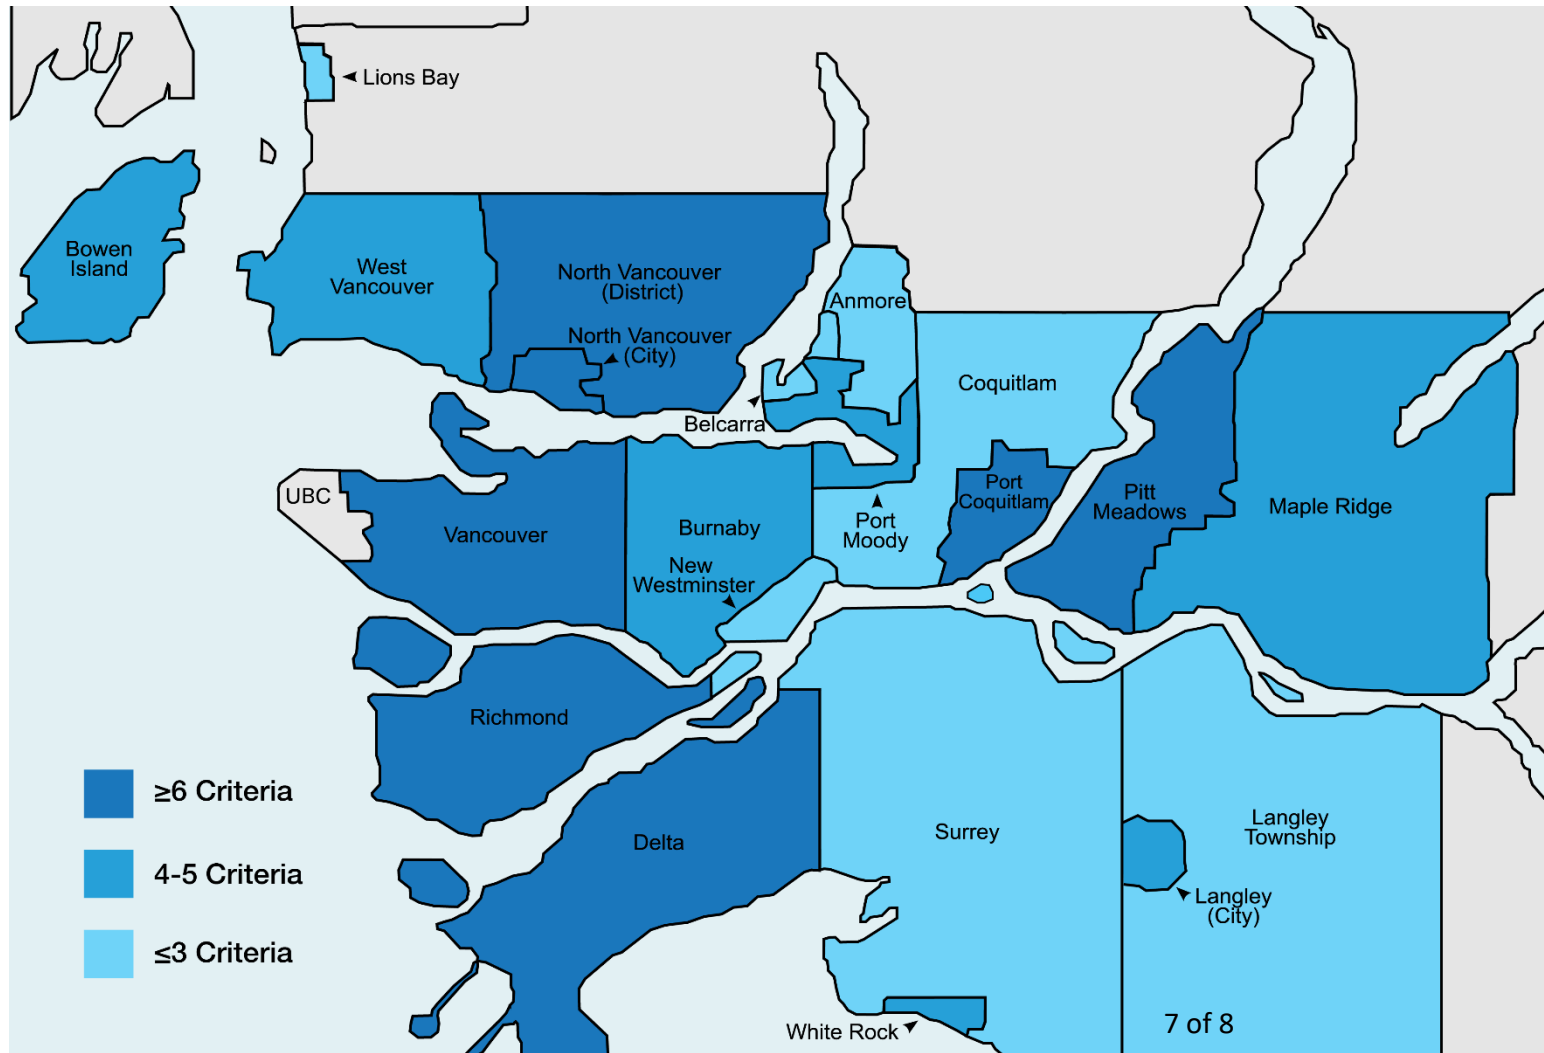 Lions Bay
Bowen
Island
West
Vancouver
North Vancouver
(District)
Anmore
North Vancouver
(City)
Coquitlam
Belcarra
UBC
Port
Coquitlam
Pitt
Meadows
Maple Ridge
Vancouver
Burnaby
Port
Moody
New
Westminster
Richmond
≥6 Criteria
Delta
Surrey
Langley
Township
4-5 Criteria
Langley
(City)
≤3 Criteria
White Rock
7 of 8